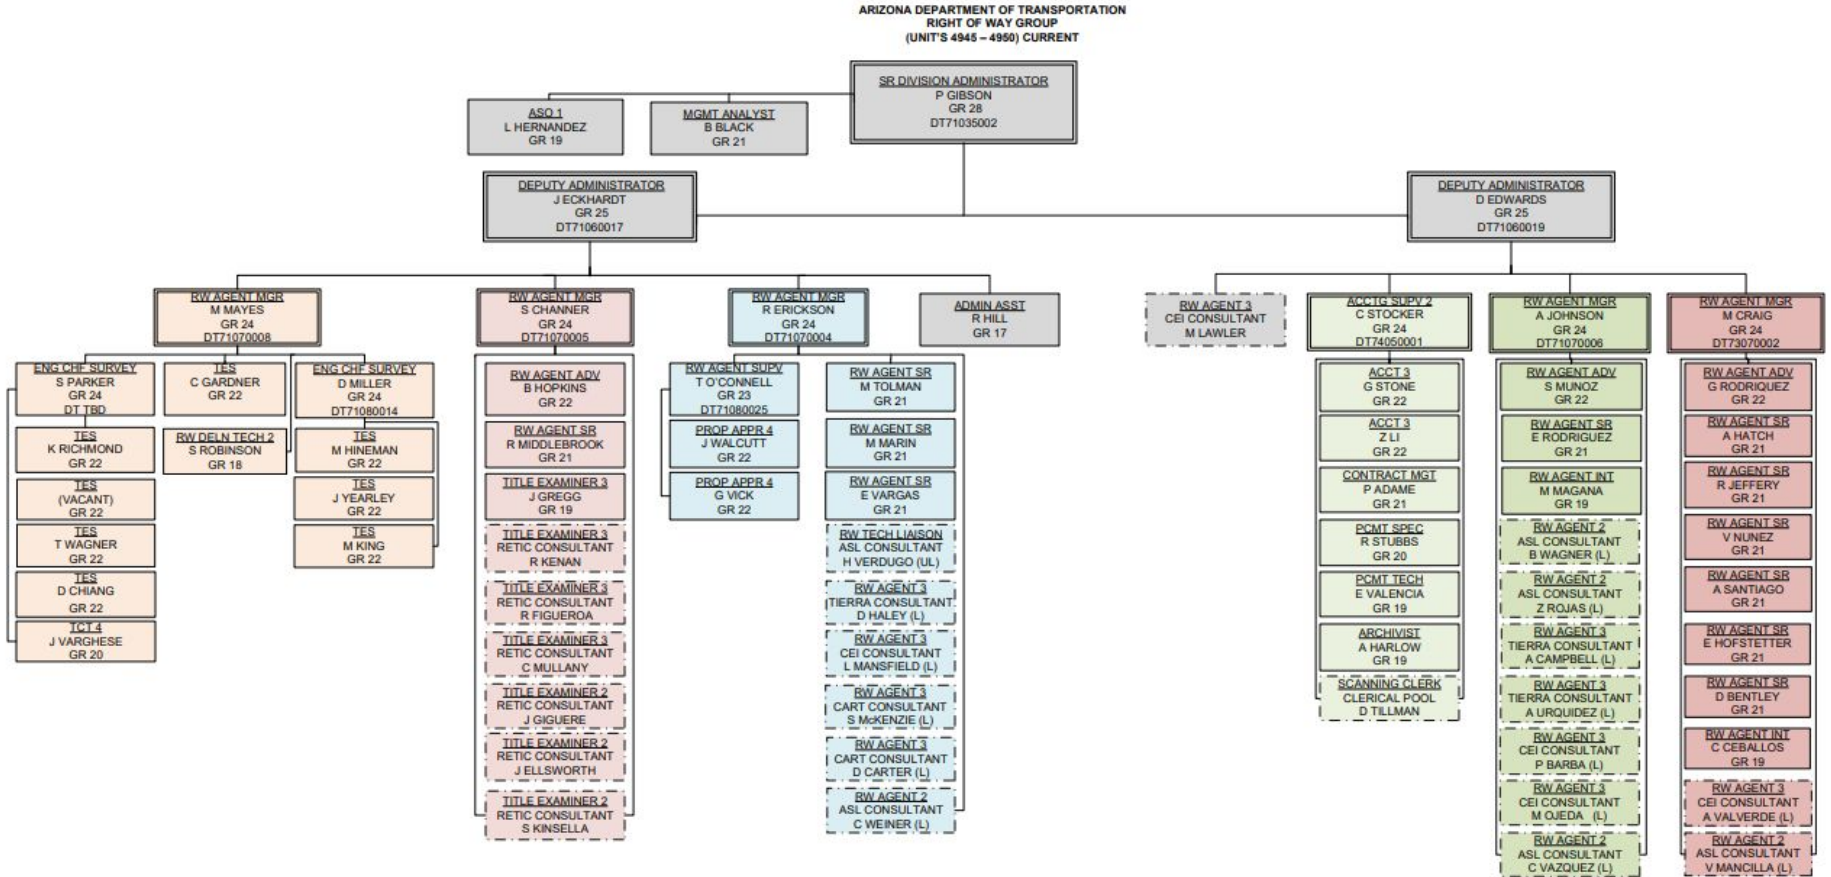 ARIZONA DEPARTMENT OF TRANSPORTATION
RIGHT OF WAY GROUP
(UNIT'S 4945 – 4950) CURRENT
SR DIVISION ADMINISTRATOR
P GIBSON
GR 28
DT71035002
ASO 1
L HERNANDEZ
GR 19
MGMT ANALYST
B BLACK
GR 21
DEPUTY ADMINISTRATOR
J ECKHARDT
GR 25
DT71060017
DEPUTY ADMINISTRATOR
D EDWARDS
GR 25
DT71060019
RW AGENT MGR
M MAYES
GR 24
DT71070008
RW AGENT MGR
S CHANNER
GR 24
DT71070005
RW AGENT MGR
R ERICKSON
GR 24
DT71070004
ADMIN ASST
R HILL
GR 17
RW AGENT 3
CEI CONSULTANT
M LAWLER
ACCTG SUPV 2
C STOCKER
GR 24
DT74050001
RW AGENT MGR
A JOHNSON
GR 24
DT71070006
RW AGENT MGR
M CRAIG
GR 24
DT73070002
ENG CHF SURVEY
S PARKER
GR 24
DT TBD
TES
K RICHMOND
GR 22
TES
(VACANT)
GR 22
TES
T WAGNER
GR 22
TES
D CHIANG
GR 22
TCT 4
J VARGHESE
GR 20
TES
C GARDNER
GR 22
RW DELN TECH 2
S ROBINSON
GR 18
ENG CHF SURVEY
D MILLER
GR 24
DT71080014
TES
M HINEMAN
GR 22
TES
J YEARLEY
GR 22
TES
M KING
GR 22
RW AGENT ADV
B HOPKINS
GR 22
RW AGENT SR
R MIDDLEBROOK
GR 21
TITLE EXAMINER 3
J GREGG
GR 19
TITLE EXAMINER 3
RETIC CONSULTANT
R KENAN
TITLE EXAMINER 3
RETIC CONSULTANT
R FIGUEROA
TITLE EXAMINER 3
RETIC CONSULTANT
C MULLANY
TITLE EXAMINER 2
RETIC CONSULTANT
J GIGUERE
TITLE EXAMINER 2
RETIC CONSULTANT
J ELLSWORTH
TITLE EXAMINER 2
RETIC CONSULTANT
S KINSELLA
RW AGENT SUPV
T O'CONNELL
GR 23
DT71080025
PROP APPR 4
J WALCUTT
GR 22
PROP APPR 4
G VICK
GR 22
RW AGENT SR
M TOLMAN
GR 21
RW AGENT SR
M MARIN
GR 21
RW AGENT SR
E VARGAS
GR 21
RW TECH LIAISON
ASL CONSULTANT
H VERDUGO (UL)
RW AGENT 3
TIERRA CONSULTANT
D HALEY (L)
RW AGENT 3
CEI CONSULTANT
L MANSFIELD (L)
RW AGENT 3
CART CONSULTANT
S McKENZIE (L)
RW AGENT 3
CART CONSULTANT
D CARTER (L)
RW AGENT 2
ASL CONSULTANT
C WEINER (L)
ACCT 3
G STONE
GR 22
ACCT 3
Z LI
GR 22
CONTRACT MGT
P ADAME
GR 21
PCMT SPEC
R STUBBS
GR 20
PCMT TECH
E VALENCIA
GR 19
ARCHIVIST
A HARLOW
GR 19
SCANNING CLERK
CLERICAL POOL
D TILLMAN
RW AGENT ADV
S MUNOZ
GR 22
RW AGENT SR
E RODRIGUEZ
GR 21
RW AGENT INT
M MAGANA
GR 19
RW AGENT 2
ASL CONSULTANT
B WAGNER (L)
RW AGENT 2
ASL CONSULTANT
Z ROJAS (L)
RW AGENT 3
TIERRA CONSULTANT
A CAMPBELL (L)
RW AGENT 3
TIERRA CONSULTANT
A URQUIDEZ (L)
RW AGENT 3
CEI CONSULTANT
P BARBA (L)
RW AGENT 3
CEI CONSULTANT
M OJEDA (L)
RW AGENT 2
ASL CONSULTANT
C VAZQUEZ (L)
RW AGENT ADV
G RODRIQUEZ
GR 22
RW AGENT SR
A HATCH
GR 21
RW AGENT SR
R JEFFERY
GR 21
RW AGENT SR
V NUNEZ
GR 21
RW AGENT SR
A SANTIAGO
GR 21
RW AGENT SR
E HOFSTETTER
GR 21
RW AGENT SR
D BENTLEY
GR 21
RW AGENT INT
C CEBALLOS
GR 19
RW AGENT 3
CEI CONSULTANT
A VALVERDE (L)
RW AGENT 2
ASL CONSULTANT
V MANCILLA (L)